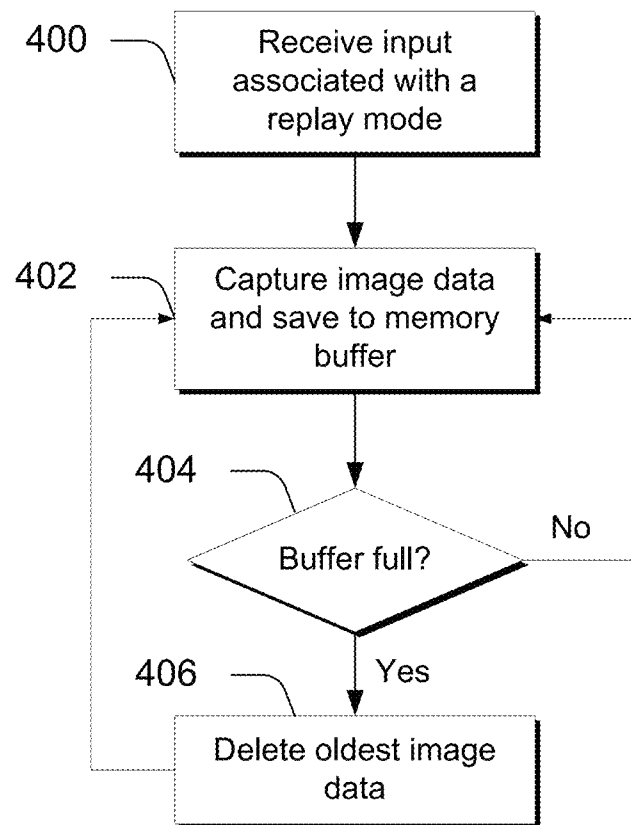 400
Receive input
associated with a
replay mode
402
Capture image data
and save to memory
buffer
404
Buffer full?
No
Yes
406
Delete oldest image
data